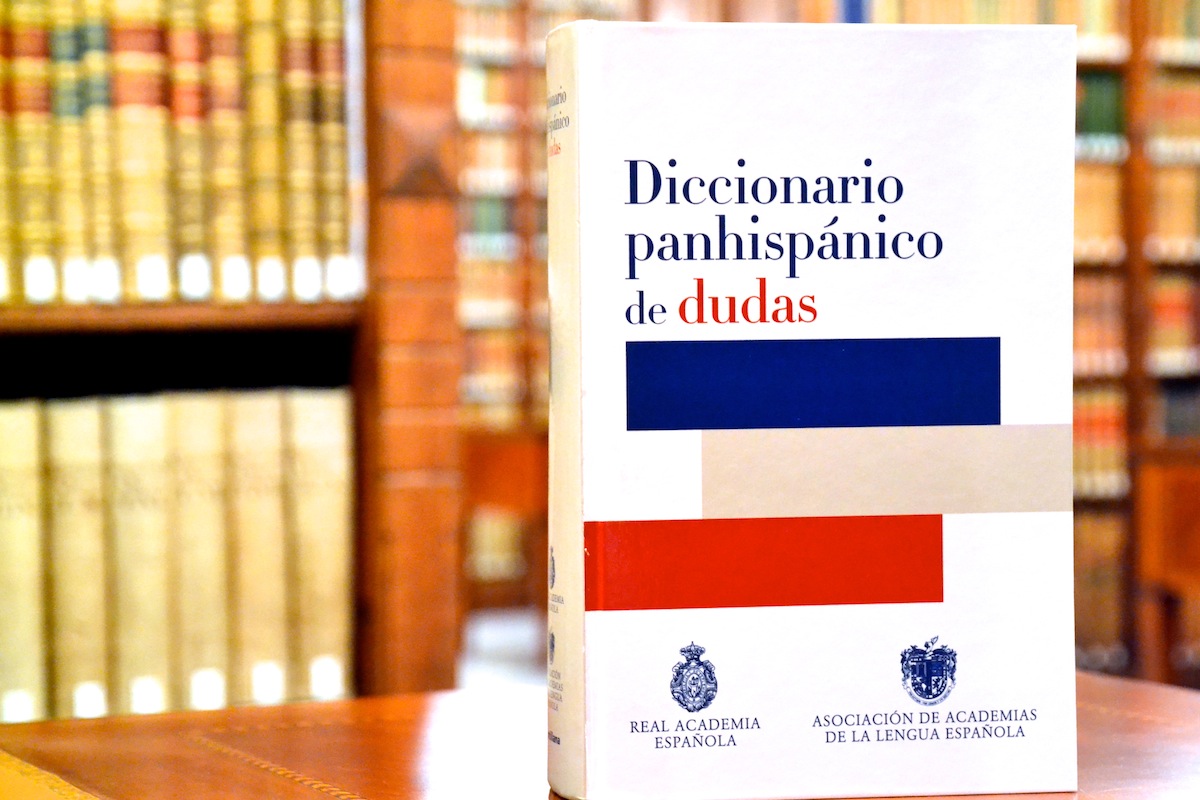 Diccionario
panhispánico
de dudas
REAL ACADEMIA
ESPAÑOLA
ASOCIACIÓN DE ACADEMIAS
DE LA LENGUA ESPAÑOLA